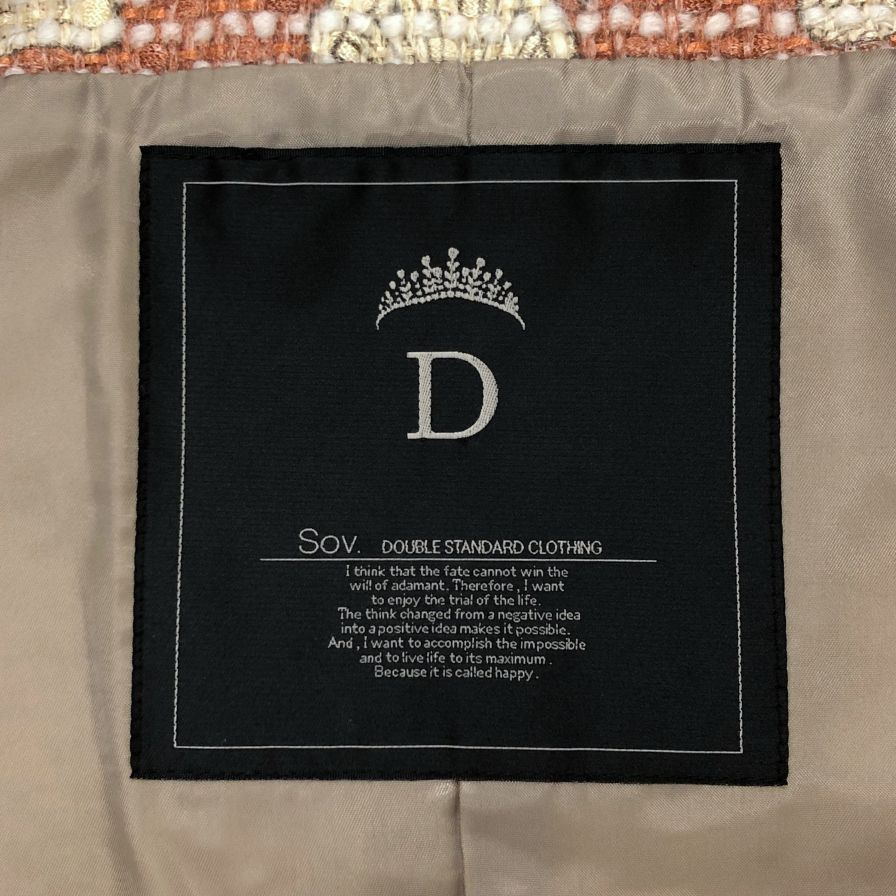 D
Sov. DOUBLE STANDARD CLOTHING
I think that the fate cannot win the
will of adamant. Therefore , I want
to enjoy the trial of the life.
The think changed from a negative idea
into a positive idea makes it possible.
And , I want to accomplish the impossible
and to live life to its maximum .
Because it is called happy .